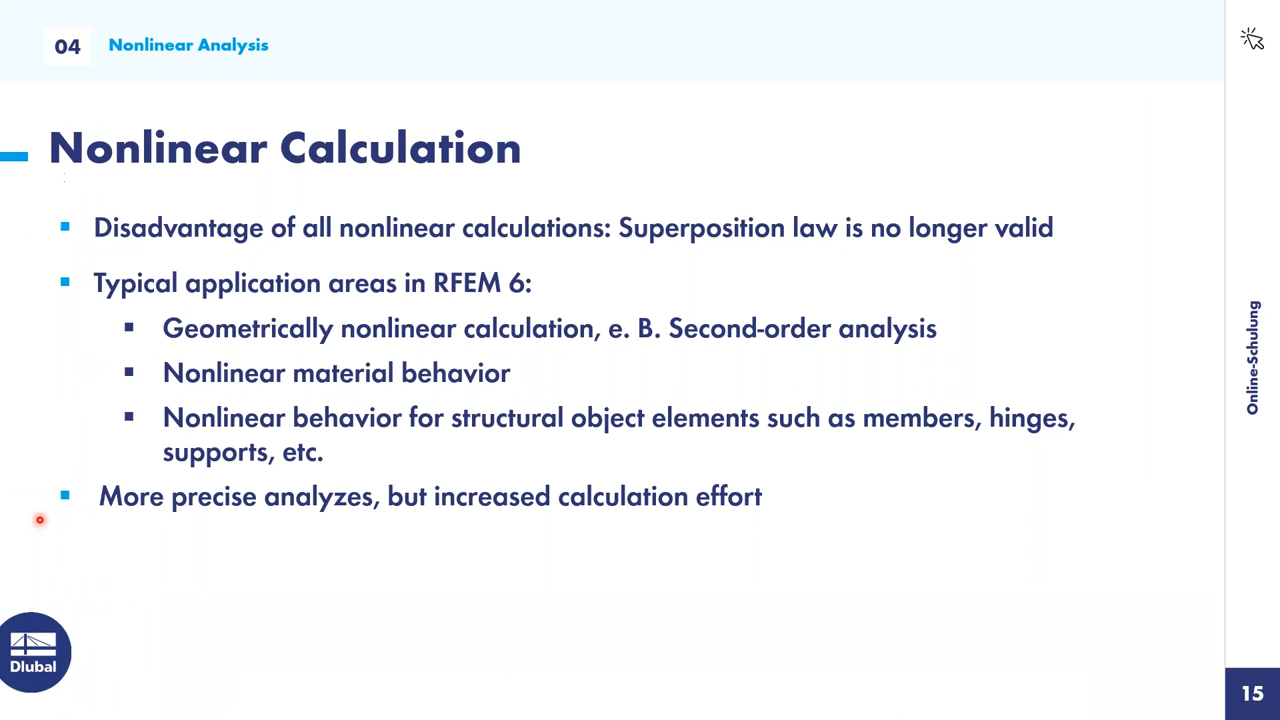 04
Nonlinear Analysis
Nonlinear Calculation
Disadvantage of all nonlinear calculations: Superposition law is no longer valid
Typical application areas in RFEM 6:
Geometrically nonlinear calculation, e. B. Second-order analysis
Nonlinear material behavior
Nonlinear behavior for structural object elements such as members, hinges,
supports, etc.
More precise analyzes, but increased calculation effort
Online-Schulung
Dlubal
15